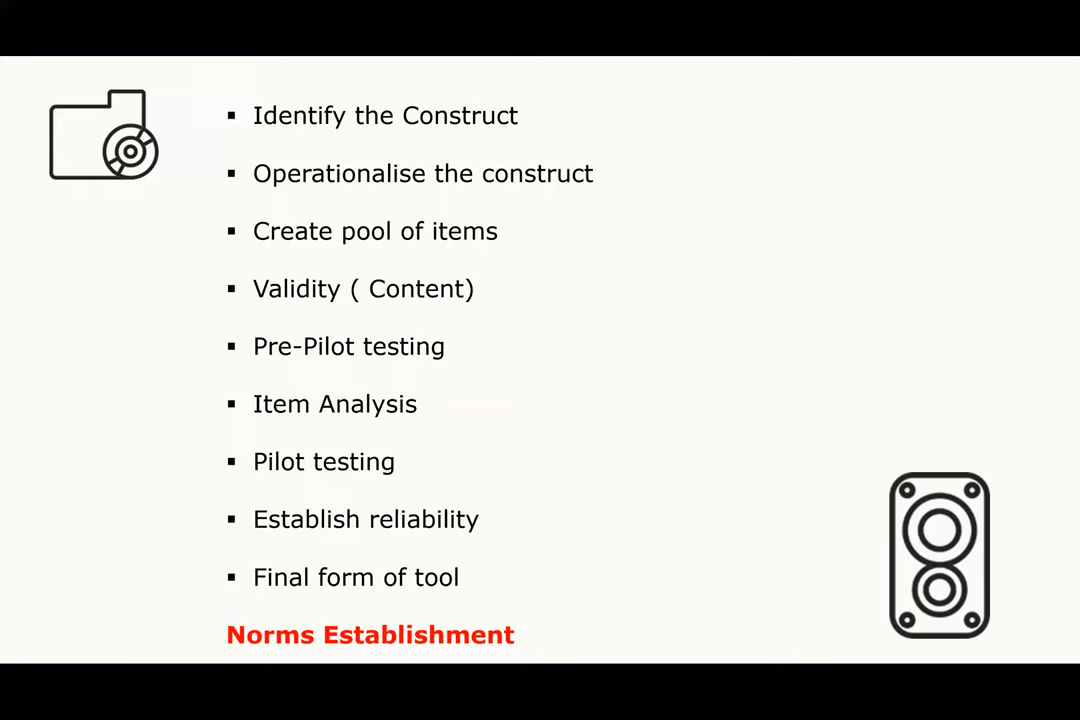 ▪ Identify the Construct
▪ Operationalise the construct
▪ Create pool of items
▪ Validity ( Content)
▪ Pre-Pilot testing
▪ Item Analysis
▪ Pilot testing
▪ Establish reliability
▪ Final form of tool
Norms Establishment